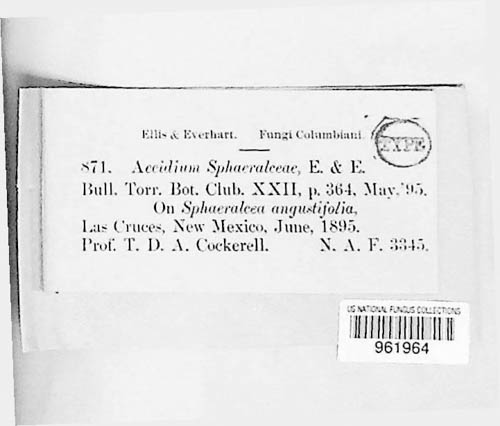 Ellis & Everhart. Fungi Columbiani.
TYPE
871. Aecidium Sphaeralceae, E. & E.
Bull. Torr. Bot. Club. XXII, p. 364, May, '95.
On Sphaeralcea angustifolia,
Las Cruces, New Mexico, June, 1895.
Prof. T. D. A. Cockerell. N. A. F. 3345.
US NATIONAL FUNGUS COLLECTIONS
961964